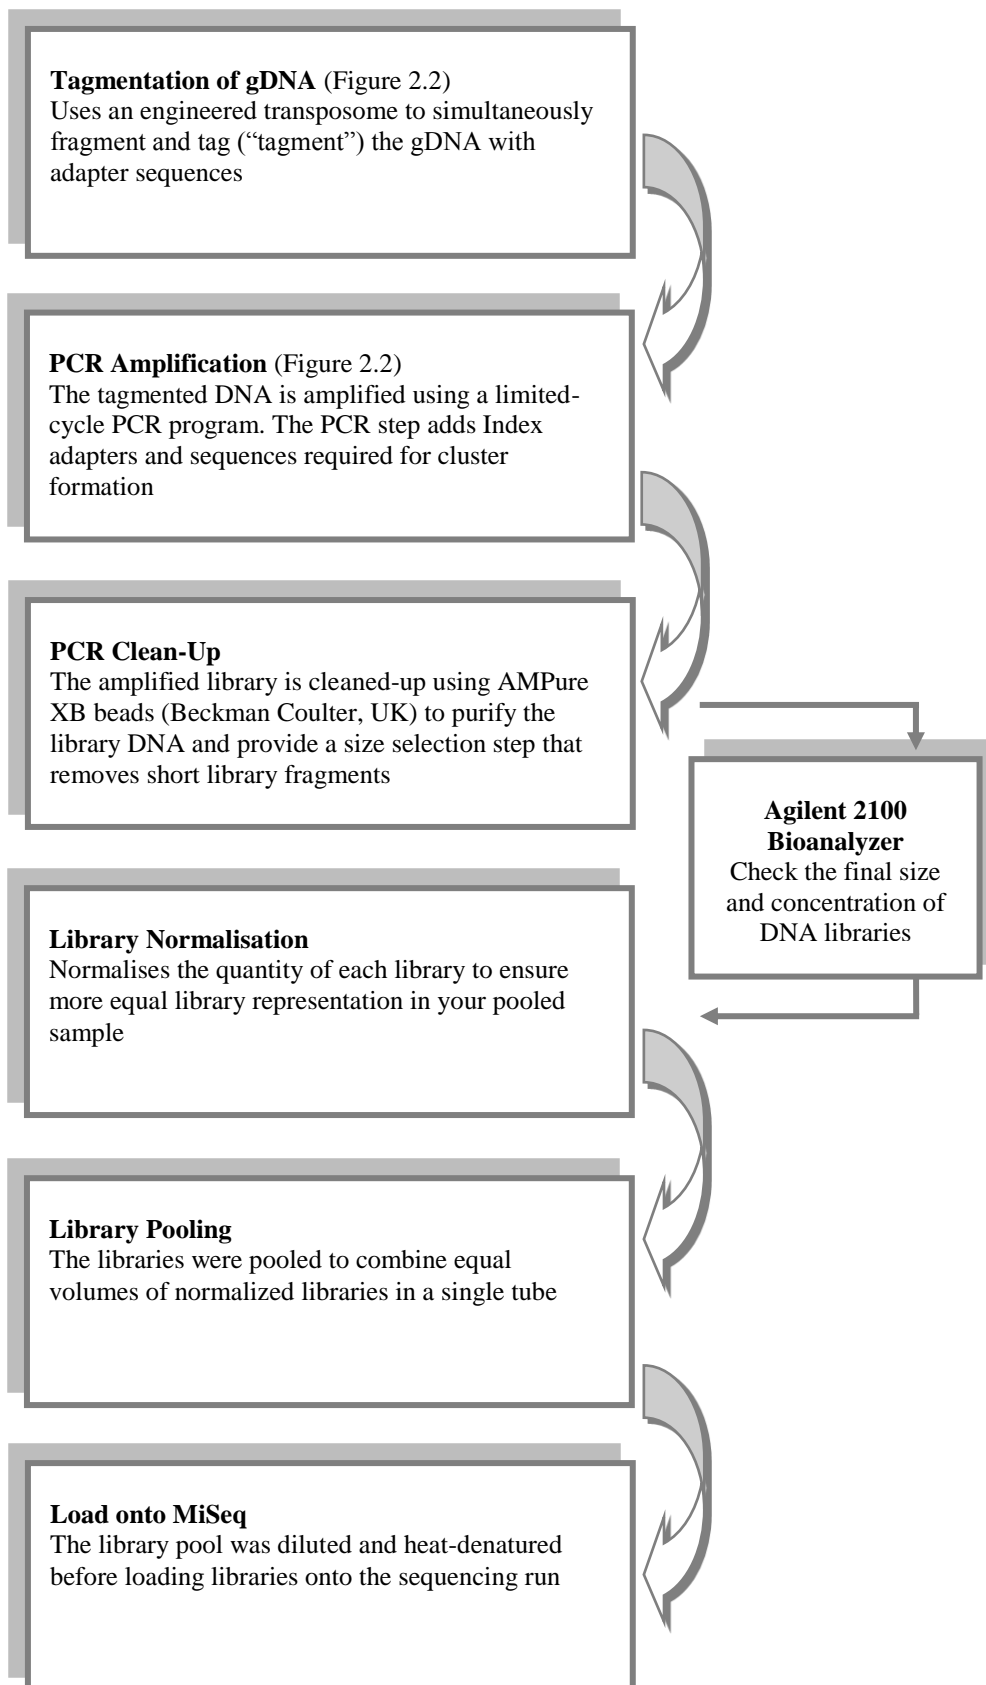 Tagmentation of gDNA (Figure 2.2)
Uses an engineered transposome to simultaneously
fragment and tag (“tagment”) the gDNA with
adapter sequences
PCR Amplification (Figure 2.2)
The tagmented DNA is amplified using a limited-
cycle PCR program. The PCR step adds Index
adapters and sequences required for cluster
formation
PCR Clean-Up
The amplified library is cleaned-up using AMPure
XB beads (Beckman Coulter, UK) to purify the
library DNA and provide a size selection step that
removes short library fragments
Agilent 2100
Bioanalyzer
Check the final size
and concentration of
DNA libraries
Library Normalisation
Normalises the quantity of each library to ensure
more equal library representation in your pooled
sample
Library Pooling
The libraries were pooled to combine equal
volumes of normalized libraries in a single tube
Load onto MiSeq
The library pool was diluted and heat-denatured
before loading libraries onto the sequencing run